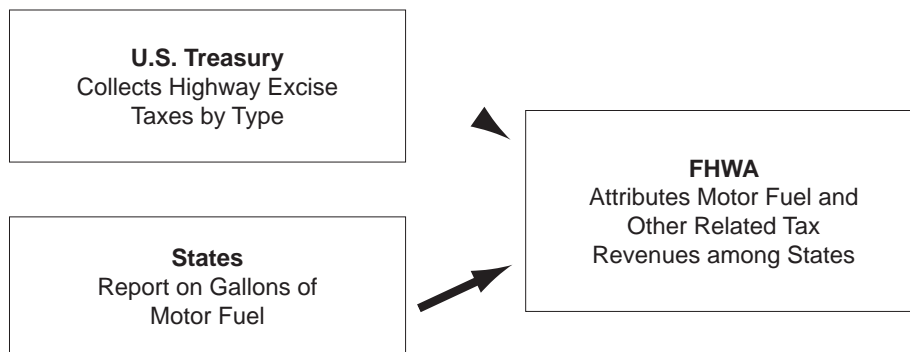 U.S. Treasury
Collects Highway Excise
Taxes by Type
States
Report on Gallons of
Motor Fuel
FHWA
Attributes Motor Fuel and
Other Related Tax
Revenues among States